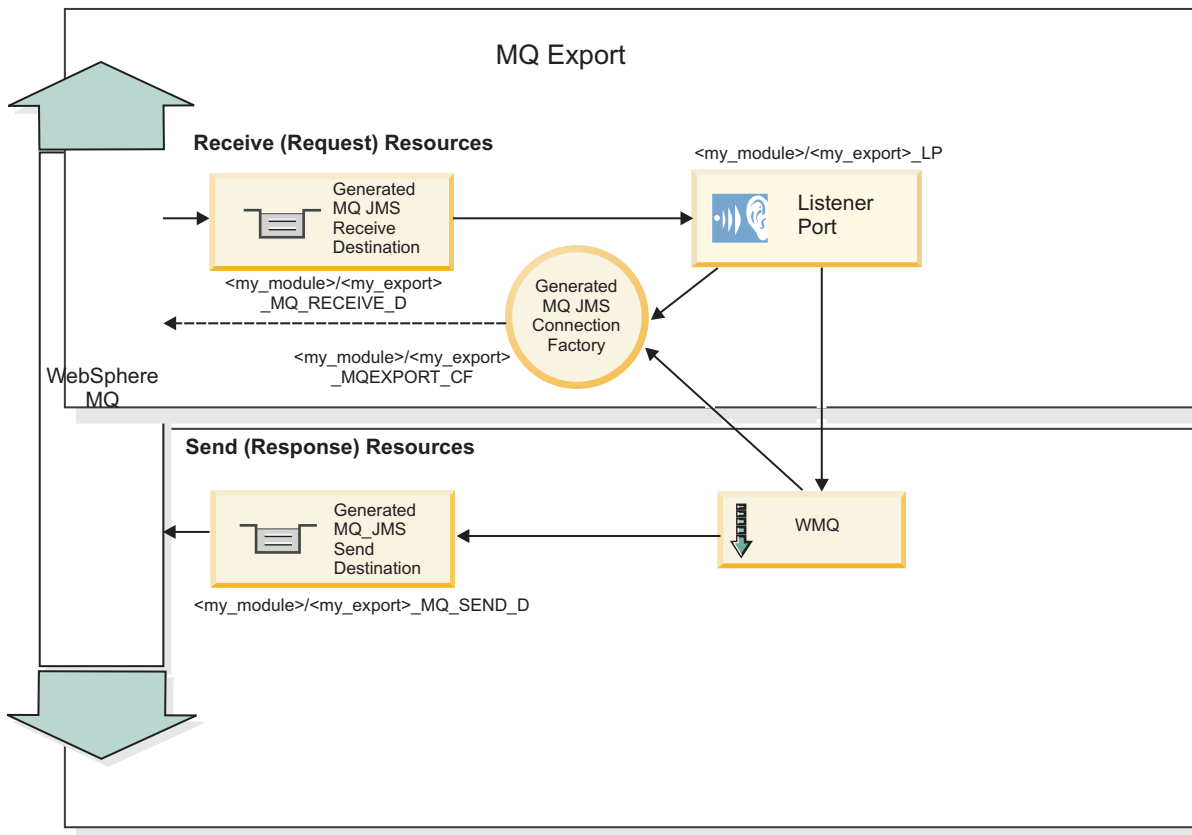 MQ Export
Receive (Request) Resources
<my_module>/<my_export>_LP
Generated
MQ JMS
Receive
Destination
Listener
Port
<my_module>/<my_export>
_MQ_RECEIVE_D
Generated
MQ JMS
Connection
Factory
<my_module>/<my_export>
_MQEXPORT_CF
WebSphere
MQ
Send (Response) Resources
Generated
MQ_JMS
Send
Destination
WMQ
<my_module>/<my_export>_MQ_SEND_D